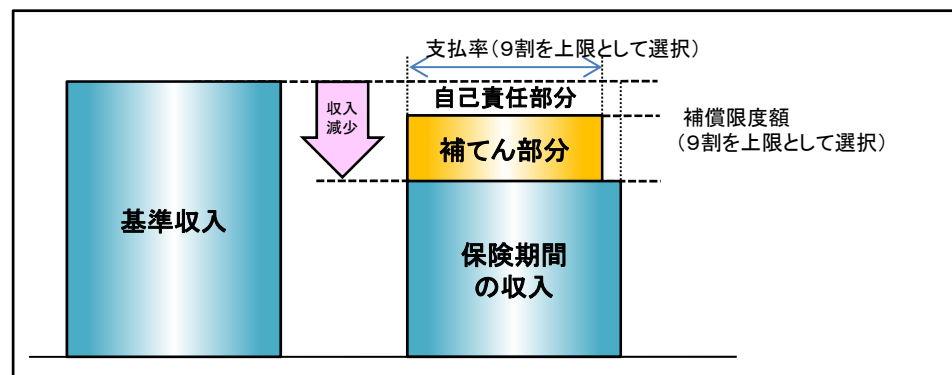 支払率（９割を上限として選択）
自己責任部分
収入
減少
補償限度額
（９割を上限として選択）
補てん部分
基準収入
保険期間
の収入